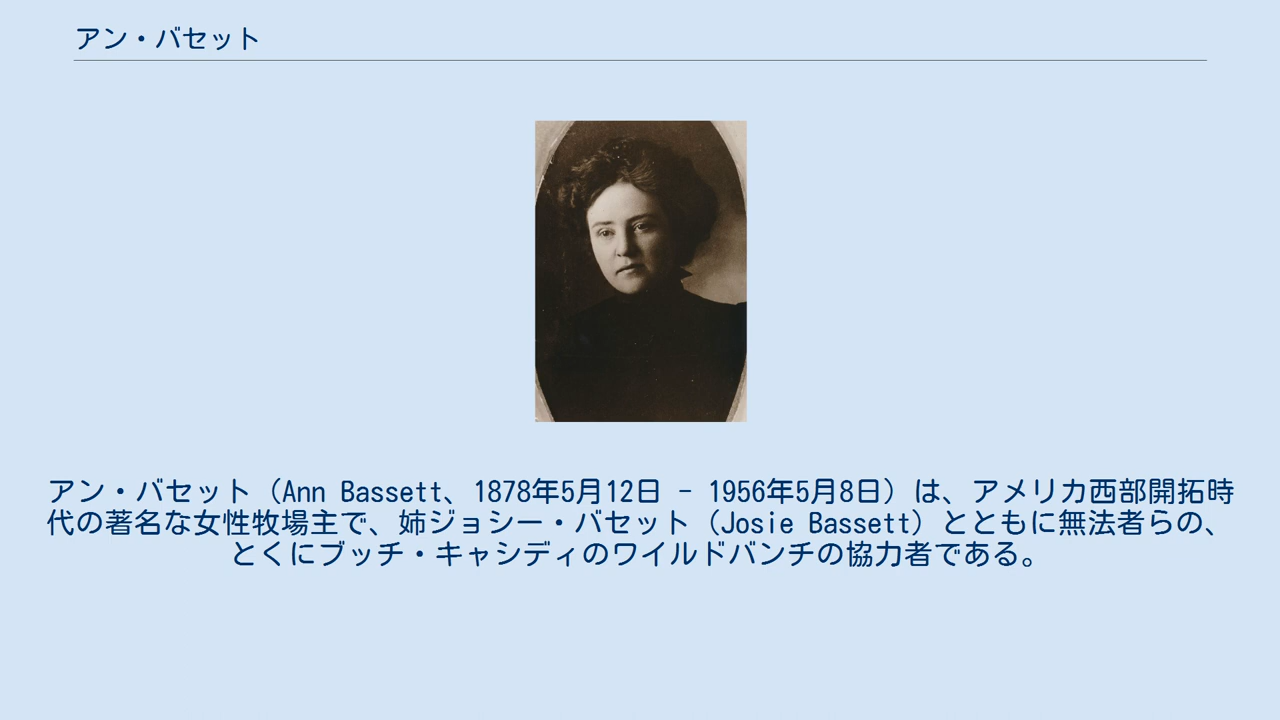 アン・バセット
アン・バセット（Ann Bassett、1878年5月12日 - 1956年5月8日）は、アメリカ西部開拓時
代の著名な女性牧場主で、姉ジョシー・バセット（Josie Bassett）とともに無法者らの、
とくにブッチ・キャシディのワイルドバンチの協力者である。